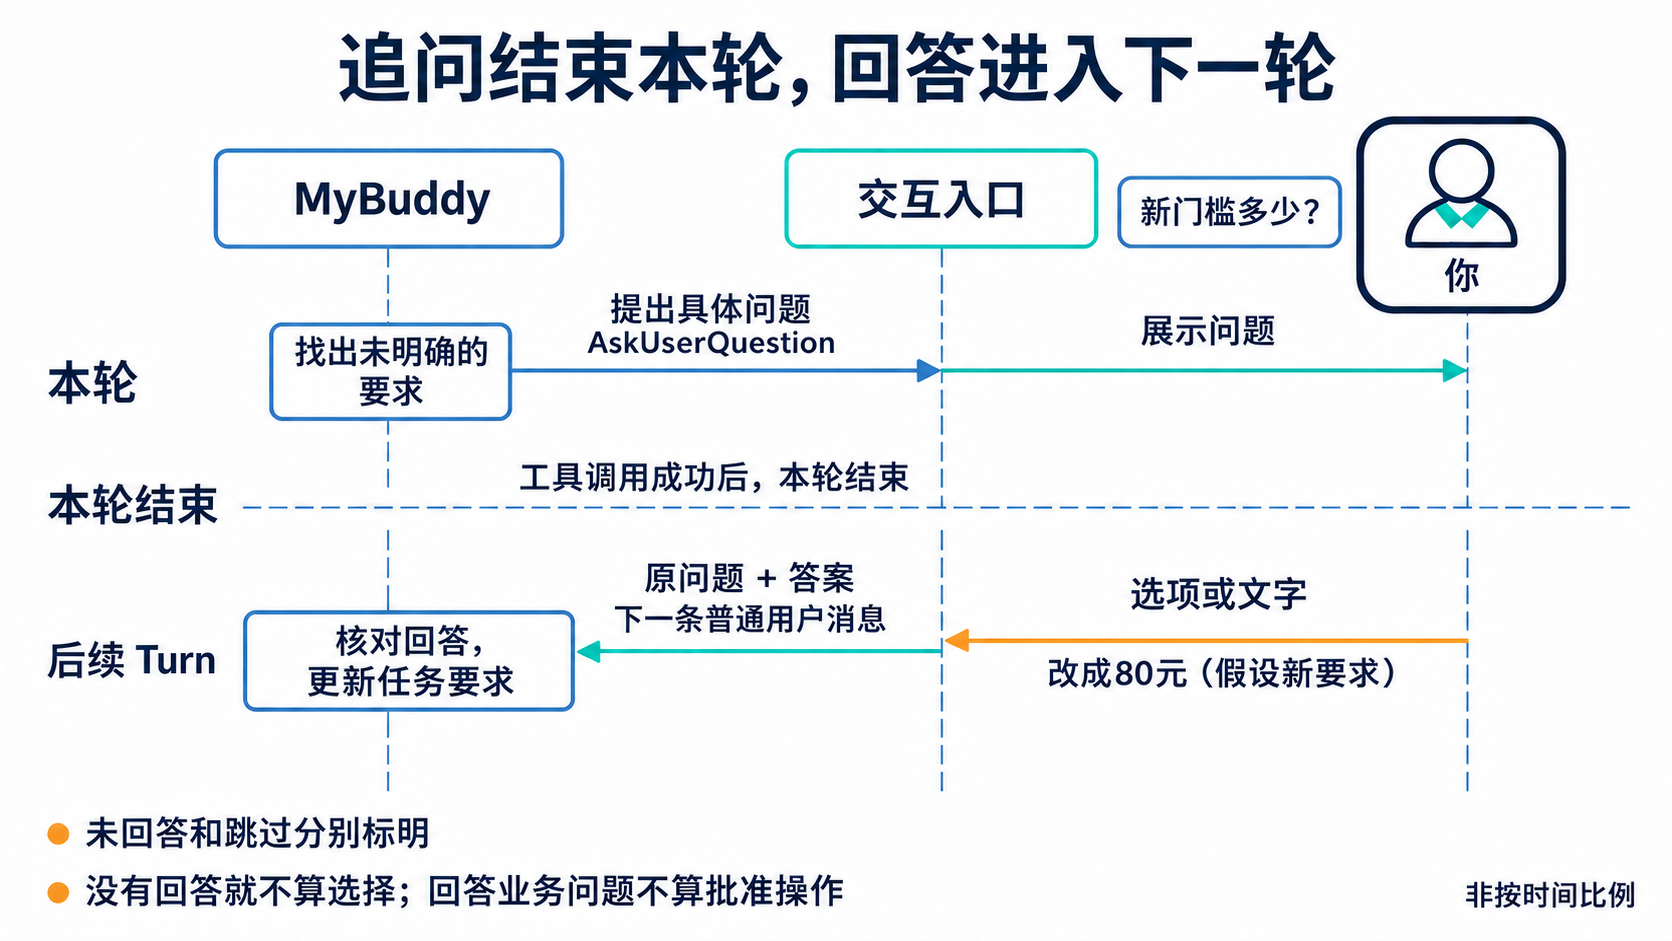 追问结束本轮，回答进入下一轮
MyBuddy
交互入口
新门槛多少？
你
本轮
找出未明确的
要求
提出具体问题
AskUserQuestion
展示问题
本轮结束
工具调用成功后，本轮结束
后续 Turn
核对回答，
更新任务要求
原问题 + 答案
下一条普通用户消息
选项或文字
改成80元（假设新要求）
未回答和跳过分别标明
没有回答就不算选择；回答业务问题不算批准操作
非按时间比例